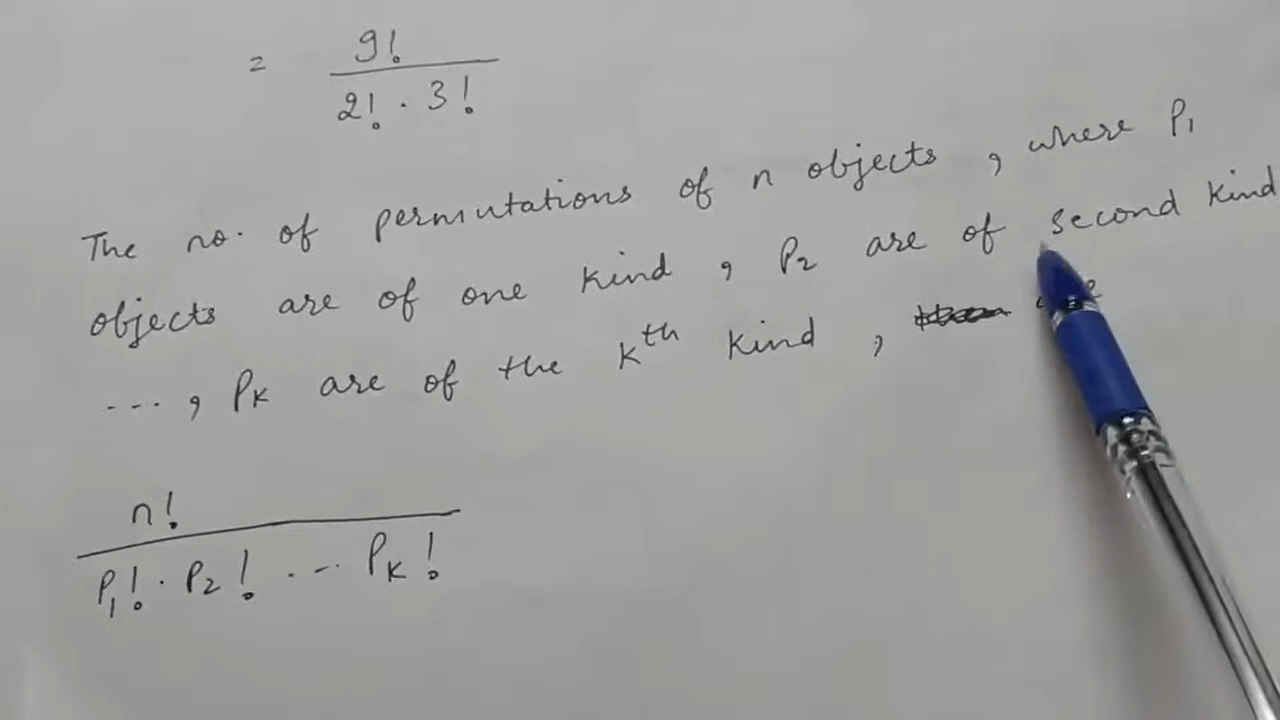 = 9! / 2! . 3!
The no. of permutations of n objects, where P₁
objects are of one kind, P₂ are of second kind
..., Pₖ are of the kᵗʰ kind,
n! / P₁! . P₂! . ... Pₖ!